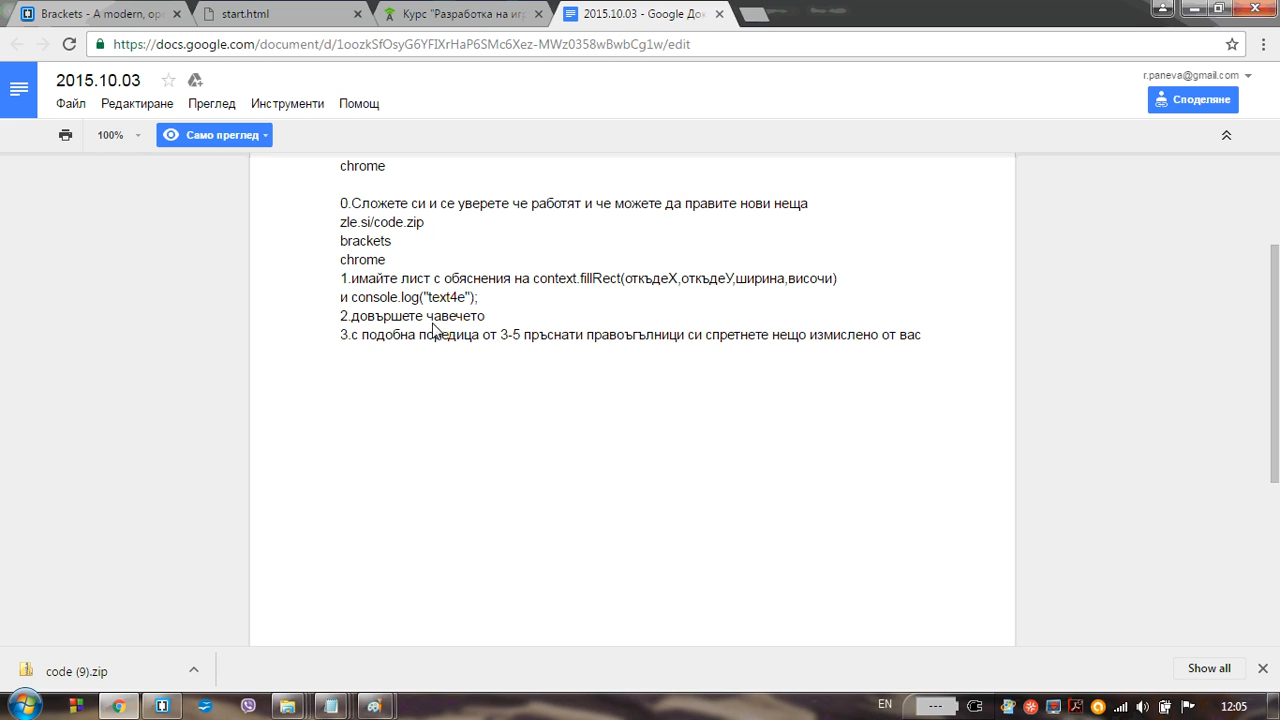 Brackets - A modern, op
start.html
Курс "Разработка на игр
2015.10.03 - Google До
https://docs.google.com/document/d/1oozkSfOsyG6YFIXrHaP6SMc6Xez-MWz0358wBwbCg1w/edit
2015.10.03
r.paneva@gmail.com
Файл Редактиране Преглед Инструменти Помощ
Споделяне
100% Само преглед
chrome
0.Сложете си и се уверете че работят и че можете да правите нови неща
zle.si/code.zip
brackets
chrome
1.имайте лист с обяснения на context.fillRect(откъдеX,откъдеУ,ширина,височи)
и console.log("text4e");
2.довършете чавечето
3.с подобна поредица от 3-5 пръснати правоъгълници си спретнете нещо измислено от вас
code (9).zip
Show all
EN
12:05